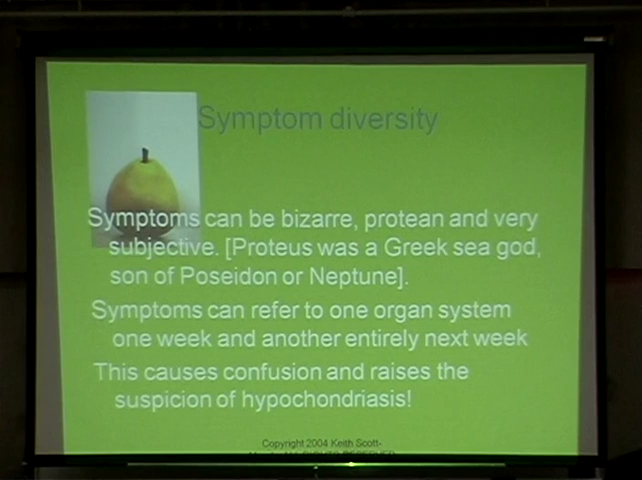 Symptom diversity
Symptoms can be bizarre, protean and very
subjective. [Proteus was a Greek sea god,
son of Poseidon or Neptune].
Symptoms can refer to one organ system
one week and another entirely next week
This causes confusion and raises the
suspicion of hypochondriasis!
Copyright 2004 Keith Scott-